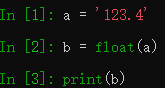 In [1]: a = '123.4'
In [2]: b = float(a)
In [3]: print(b)